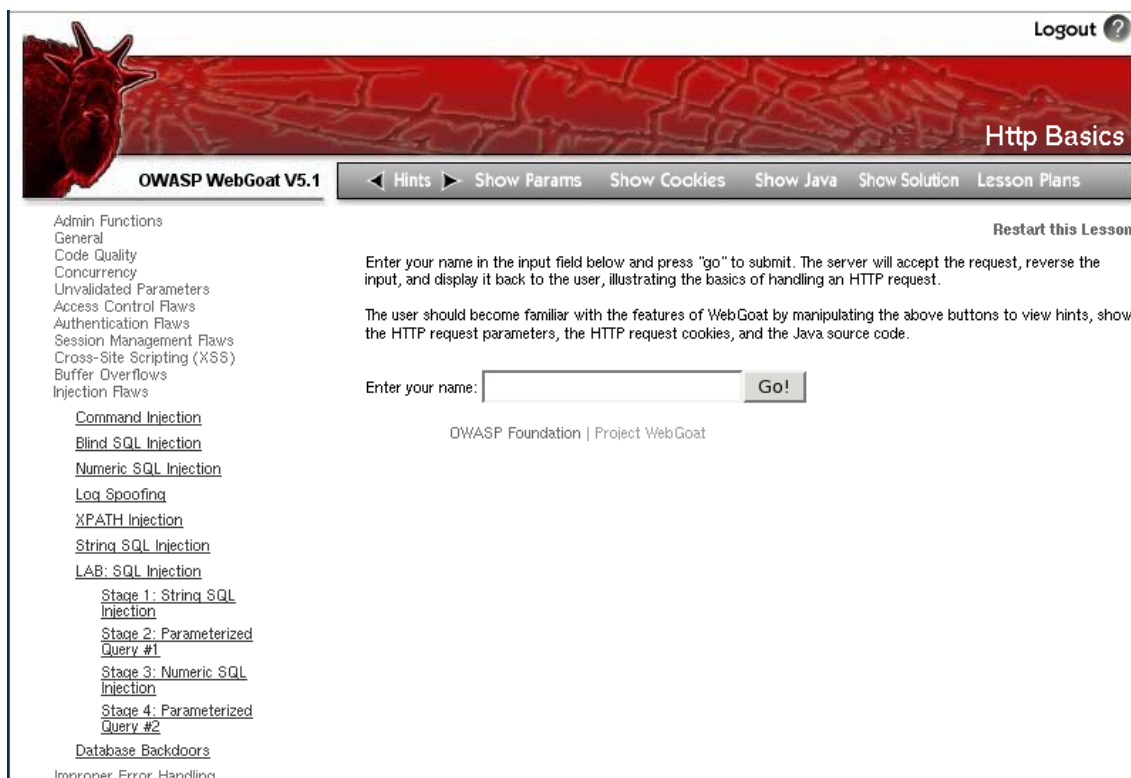 Logout ?
Http Basics
OWASP WebGoat V5.1
Hints Show Params Show Cookies Show Java Show Solution Lesson Plans
Admin Functions
General
Code Quality
Concurrency
Unvalidated Parameters
Access Control Flaws
Authentication Flaws
Session Management Flaws
Cross-Site Scripting (XSS)
Buffer Overflows
Injection Flaws
Command Injection
Blind SQL Injection
Numeric SQL Injection
Log Spoofing
XPATH Injection
String SQL Injection
LAB: SQL Injection
Stage 1: String SQL
Injection
Stage 2: Parameterized
Query #1
Stage 3: Numeric SQL
Injection
Stage 4: Parameterized
Query #2
Database Backdoors
Improper Error Handling
Restart this Lesson
Enter your name in the input field below and press "go" to submit. The server will accept the request, reverse the
input, and display it back to the user, illustrating the basics of handling an HTTP request.
The user should become familiar with the features of WebGoat by manipulating the above buttons to view hints, show
the HTTP request parameters, the HTTP request cookies, and the Java source code.
Enter your name: Go!
OWASP Foundation | Project WebGoat